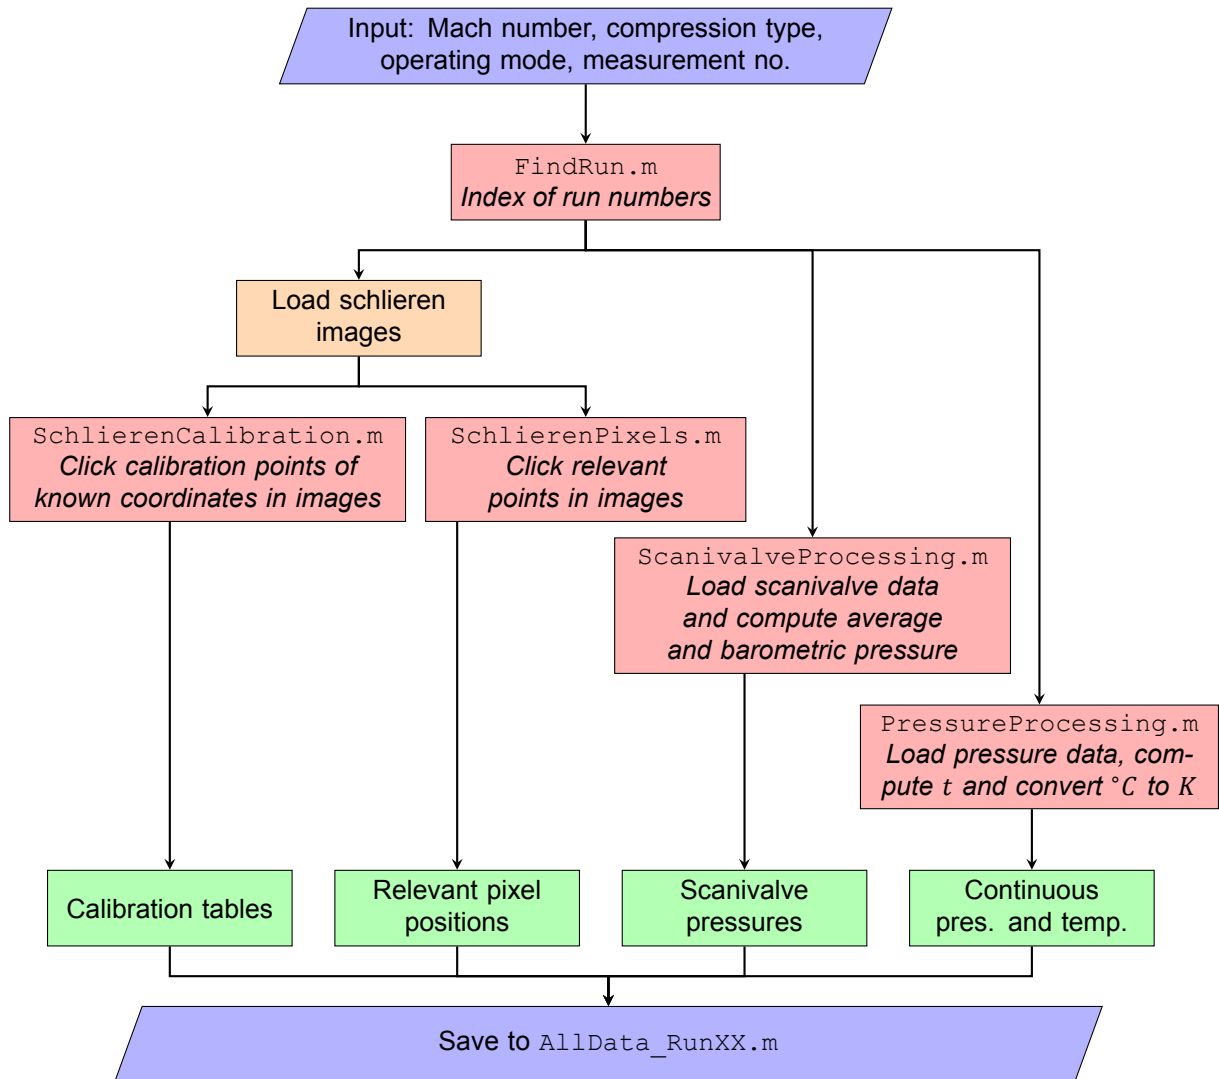 Input: Mach number, compression type,
operating mode, measurement no.
FindRun.m
Index of run numbers
Load schlieren
images
SchlierenCalibration.m
Click calibration points of
known coordinates in images
SchlierenPixels.m
Click relevant
points in images
ScanivalveProcessing.m
Load scanivalve data
and compute average
and barometric pressure
PressureProcessing.m
Load pressure data, com-
pute t and convert °C to K
Calibration tables
Relevant pixel
positions
Scanivalve
pressures
Continuous
pres. and temp.
Save to AllData_RunXX.m